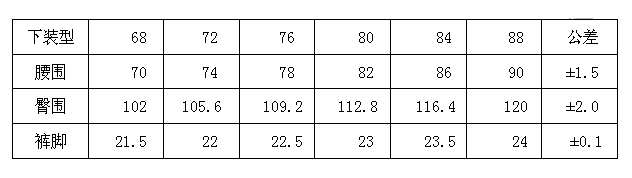 下装型 68 72 76 80 84 88 公差
腰围 70 74 78 82 86 90 ±1.5
臀围 102 105.6 109.2 112.8 116.4 120 ±2.0
裤脚 21.5 22 22.5 23 23.5 24 ±0.1